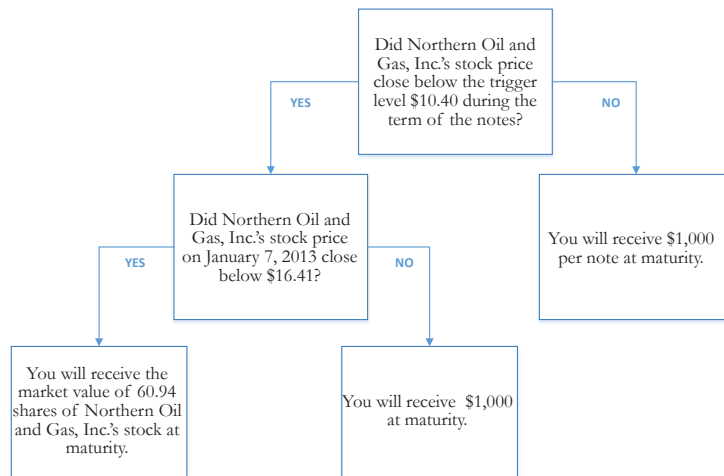 Did Northern Oil and
Gas, Inc.'s stock price
close below the trigger
level $10.40 during the
term of the notes?
YES
NO
Did Northern Oil and
Gas, Inc.'s stock price
on January 7, 2013 close
below $16.41?
You will receive $1,000
per note at maturity.
YES
NO
You will receive the
market value of 60.94
shares of Northern Oil
and Gas, Inc.'s stock at
maturity.
You will receive $1,000
at maturity.